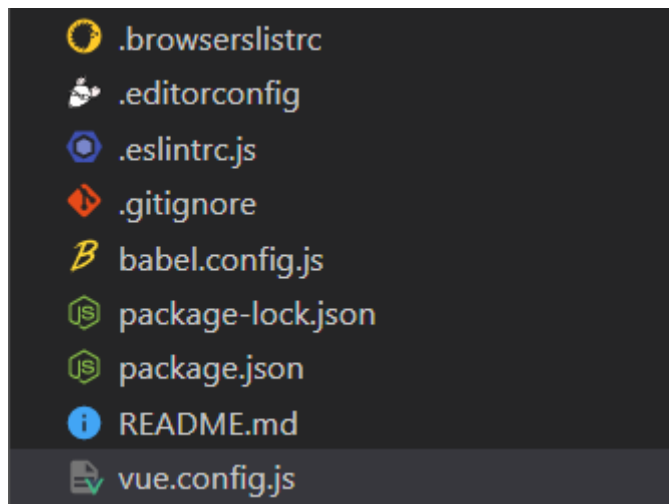 .browserslistrc
.editorconfig
.eslintrc.js
.gitignore
babel.config.js
package-lock.json
package.json
README.md
vue.config.js